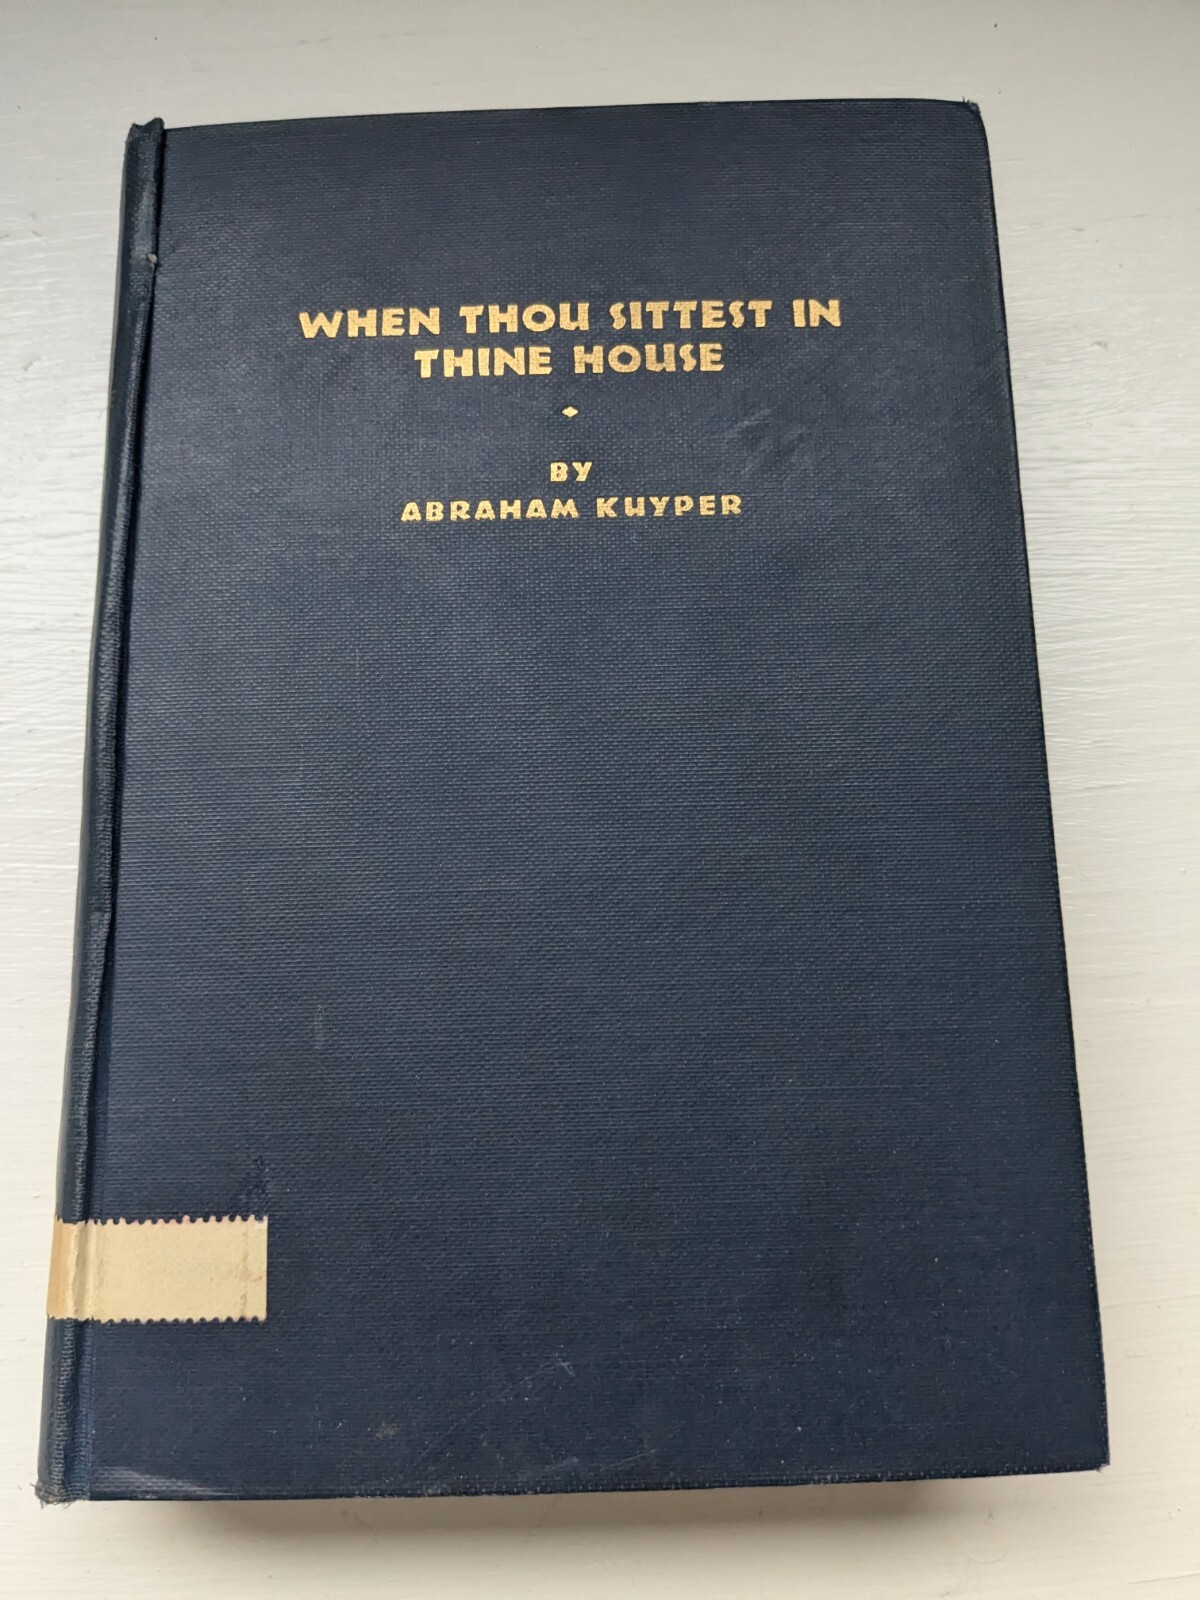 WHEN THOU SITTEST IN
THINE HOUSE
BY
ABRAHAM KUYPER